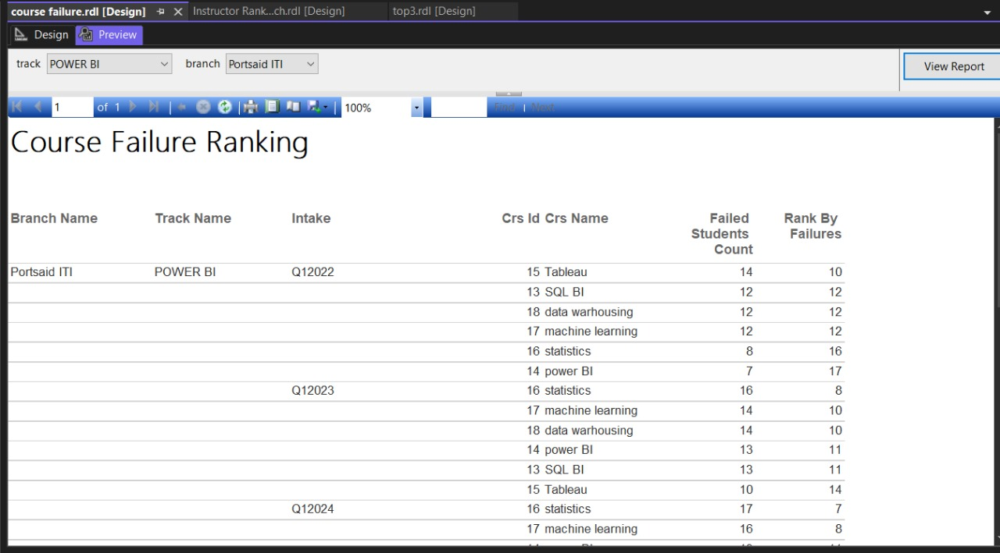 course failure.rdl [Design] Instructor Rank...ch.rdl [Design] top3.rdl [Design]
Design Preview
track POWER BI branch Portsaid ITI View Report
1 of 1 100% Find | Next
Course Failure Ranking
Branch Name Track Name Intake Crs Id Crs Name Failed Students Count Rank By Failures
Portsaid ITI POWER BI Q12022 15 Tableau 14 10
13 SQL BI 12 12
18 data warhousing 12 12
17 machine learning 12 12
16 statistics 8 16
14 power BI 7 17
Q12023 16 statistics 16 8
17 machine learning 14 10
18 data warhousing 14 10
14 power BI 13 11
13 SQL BI 13 11
15 Tableau 10 14
Q12024 16 statistics 17 7
17 machine learning 16 8